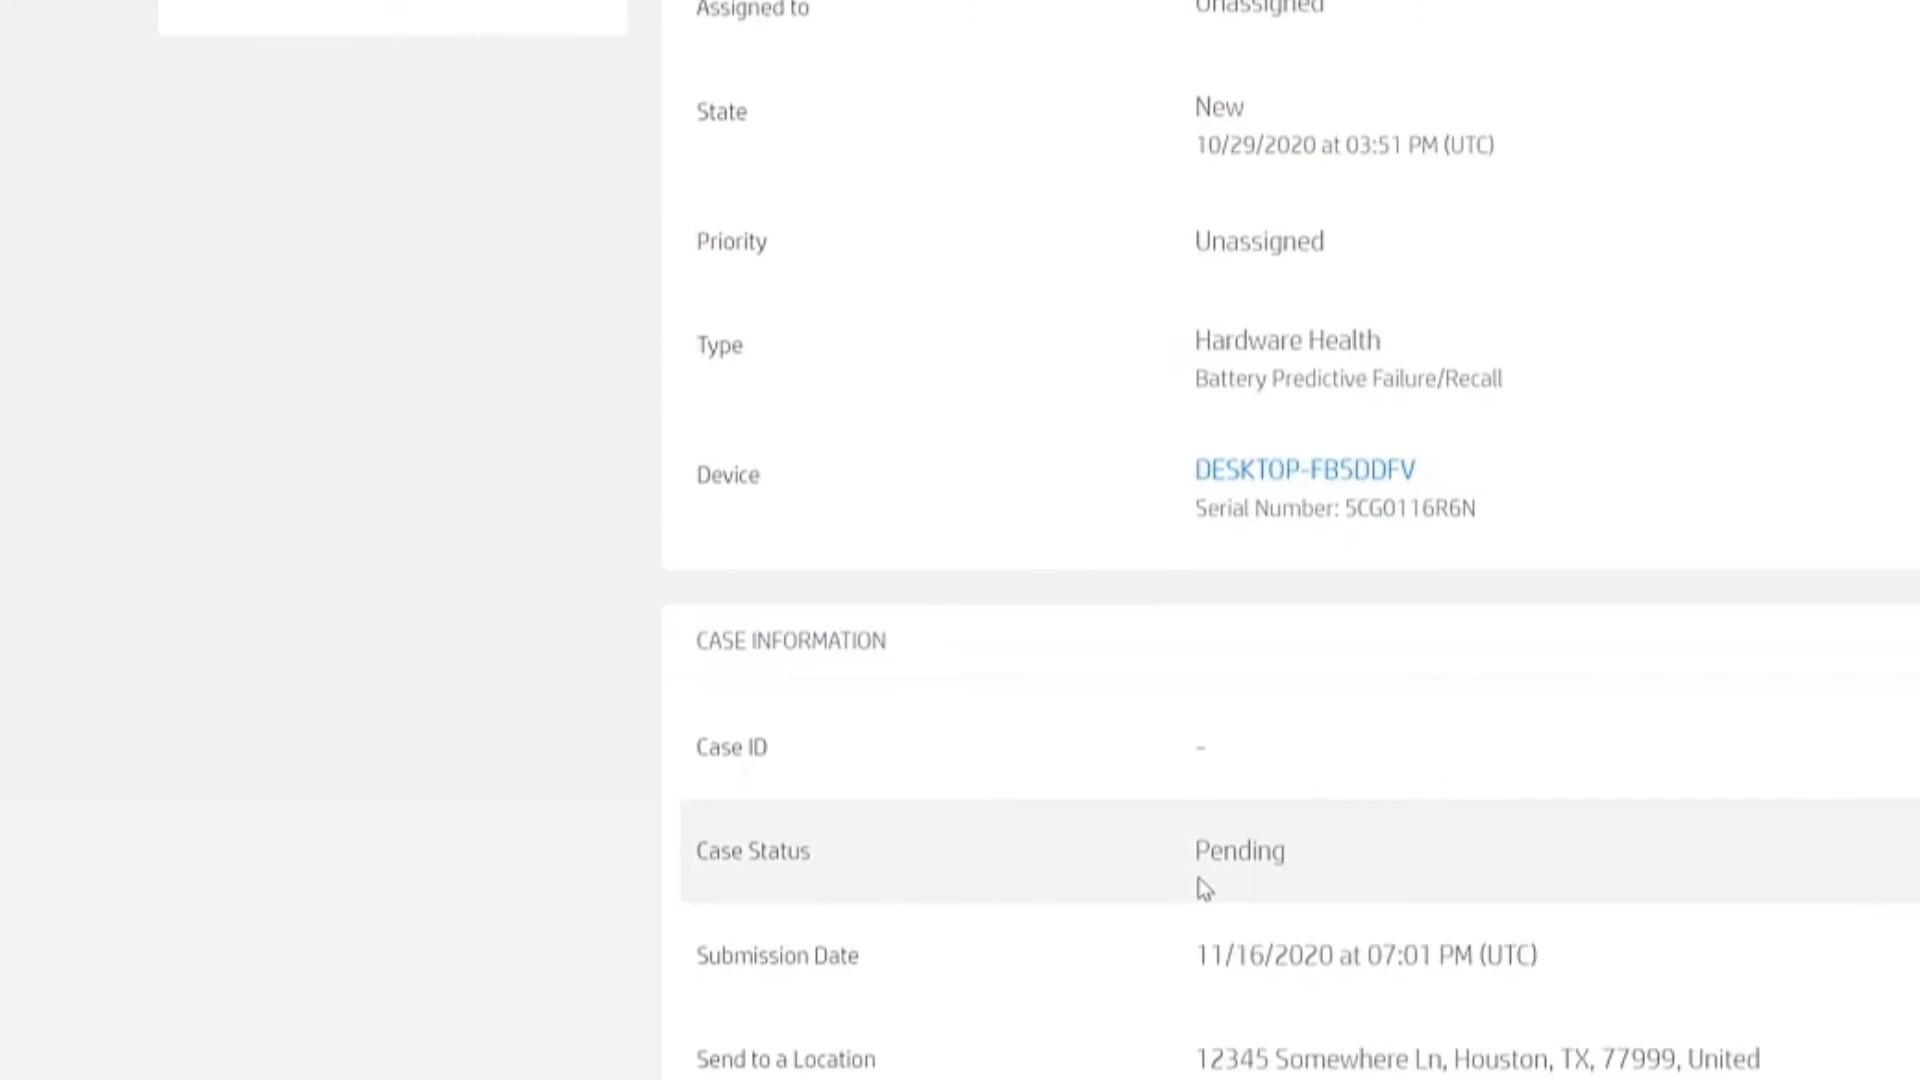 Assigned to
Unassigned
State
New
10/29/2020 at 03:51 PM (UTC)
Priority
Unassigned
Type
Hardware Health
Battery Predictive Failure/Recall
Device
DESKTOP-FB5DDFV
Serial Number: 5CG0116R6N
CASE INFORMATION
Case ID
-
Case Status
Pending
Submission Date
11/16/2020 at 07:01 PM (UTC)
Send to a Location
12345 Somewhere Ln, Houston, TX, 77999, United